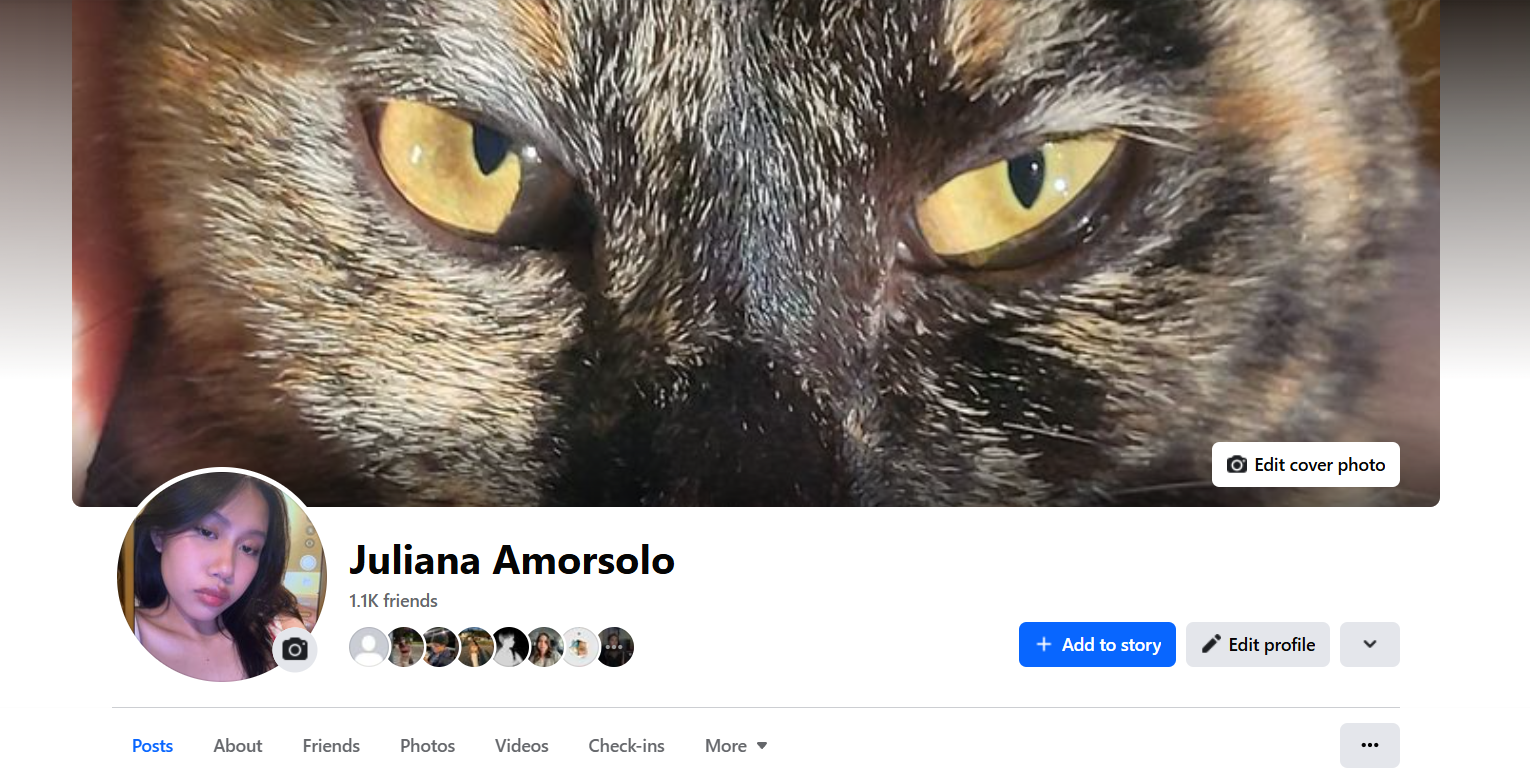 Edit cover photo
Juliana Amorsolo
1.1K friends
Add to story
Edit profile
Posts
About
Friends
Photos
Videos
Check-ins
More